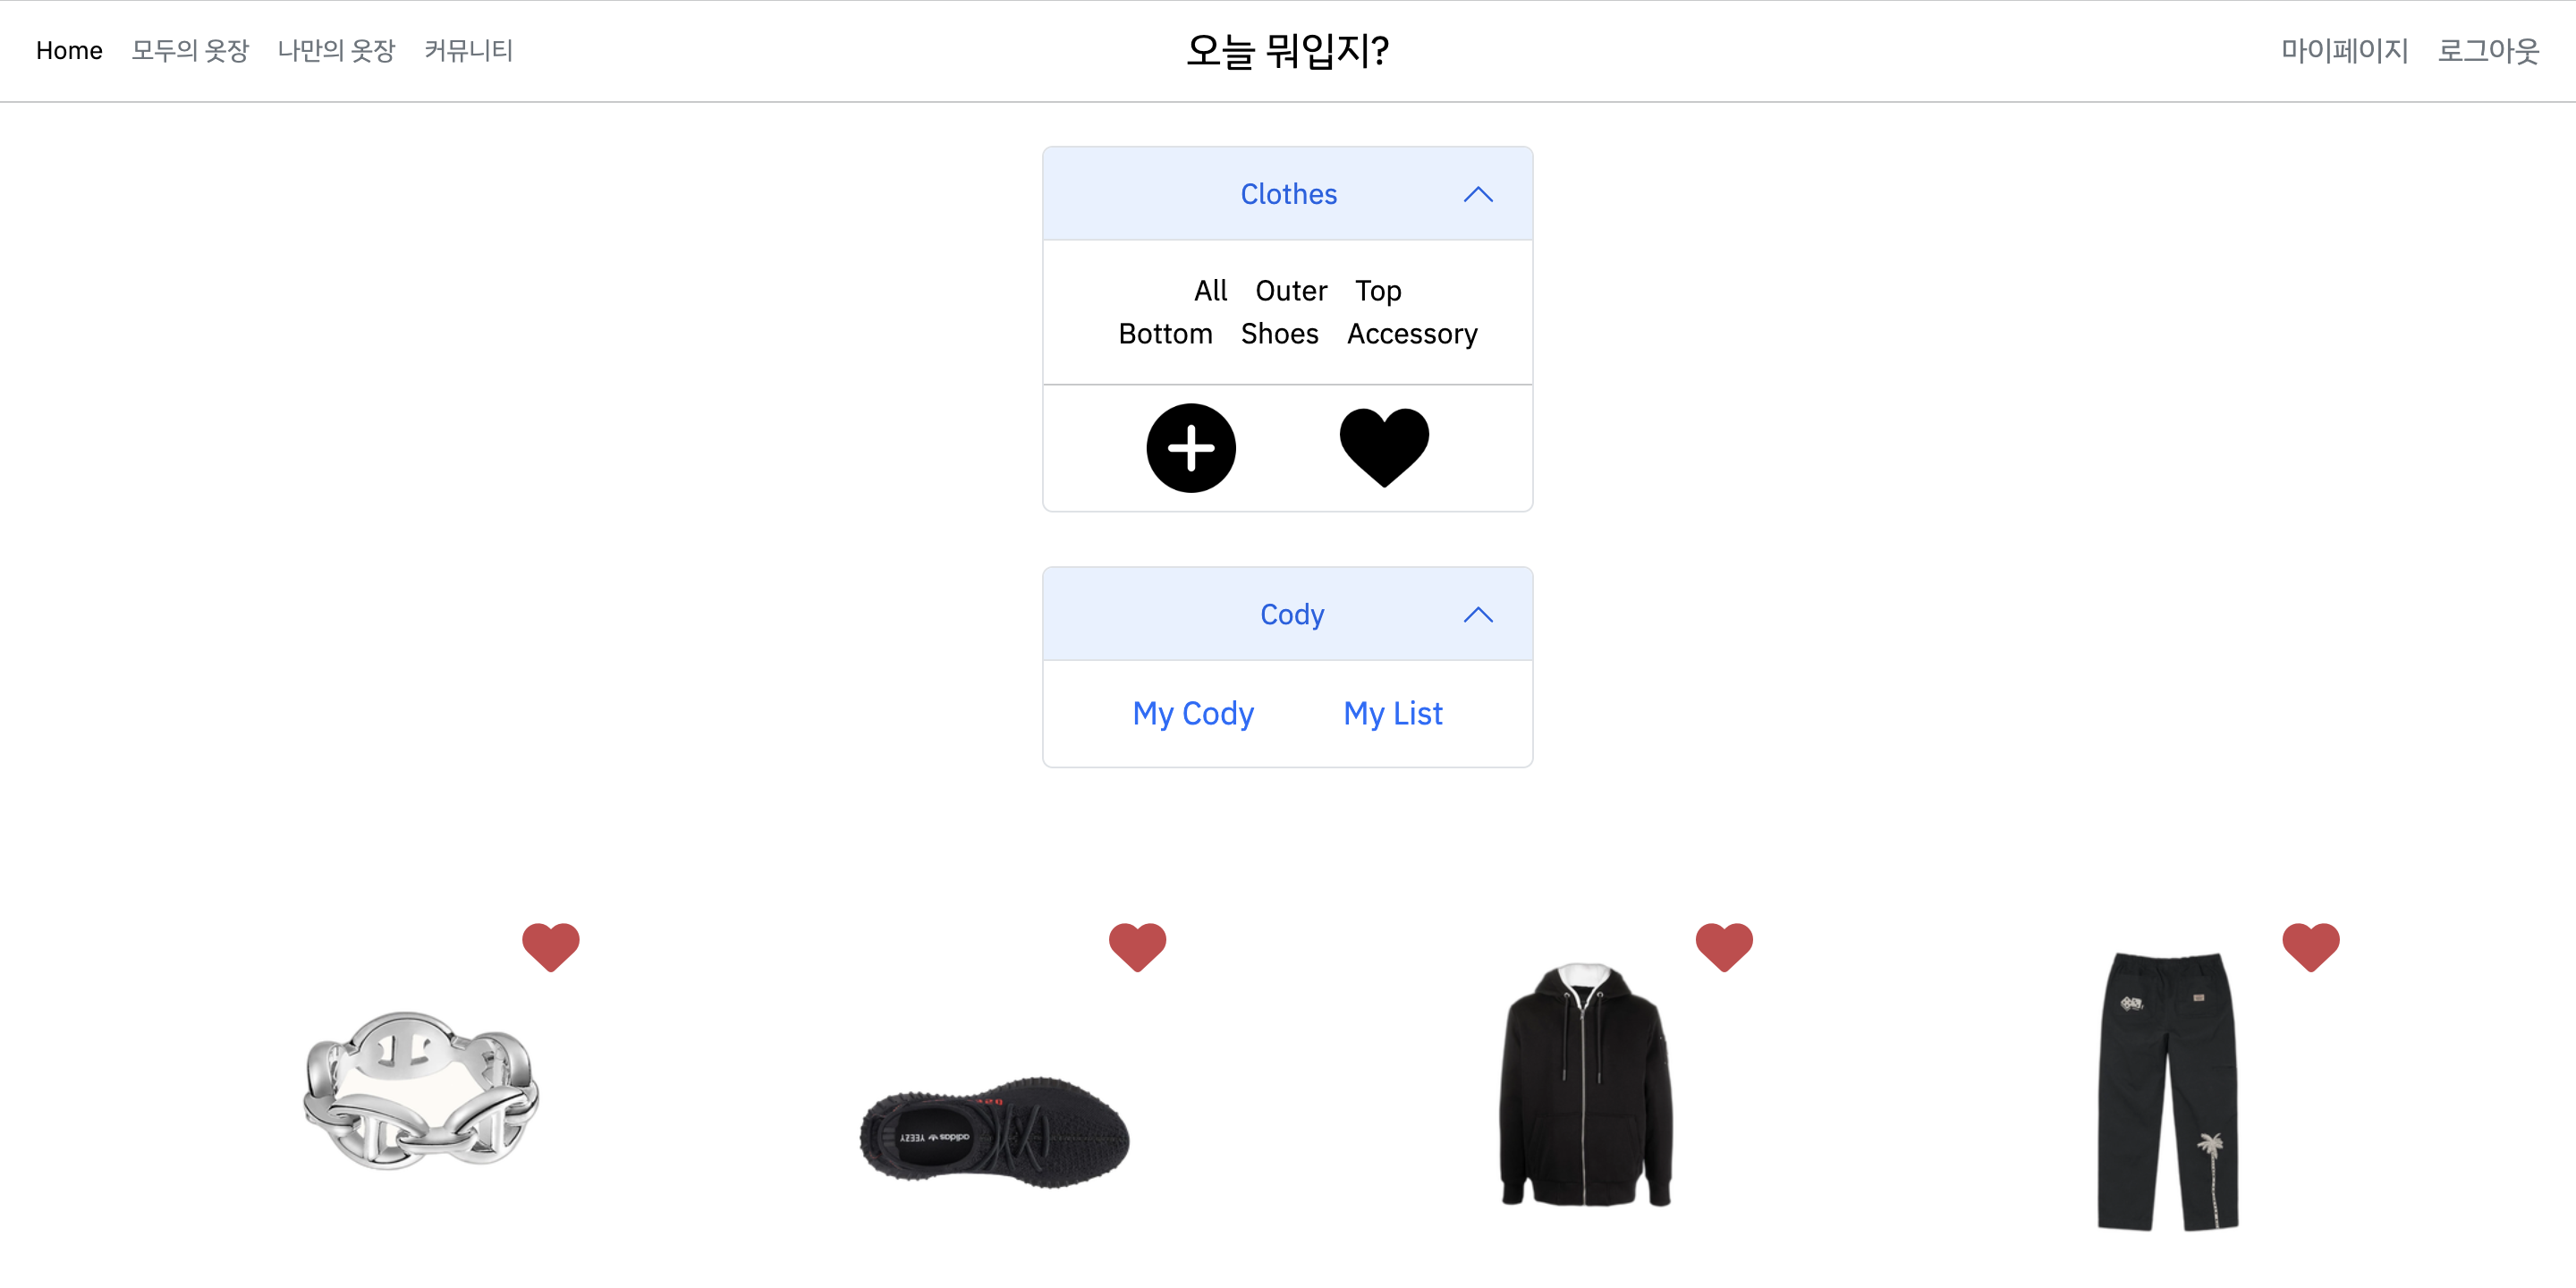 Home 모두의 옷장 나만의 옷장 커뮤니티 오늘 뭐입지? 마이페이지 로그아웃
Clothes
All Outer Top
Bottom Shoes Accessory
Cody
My Cody My List
adidas YEEZY